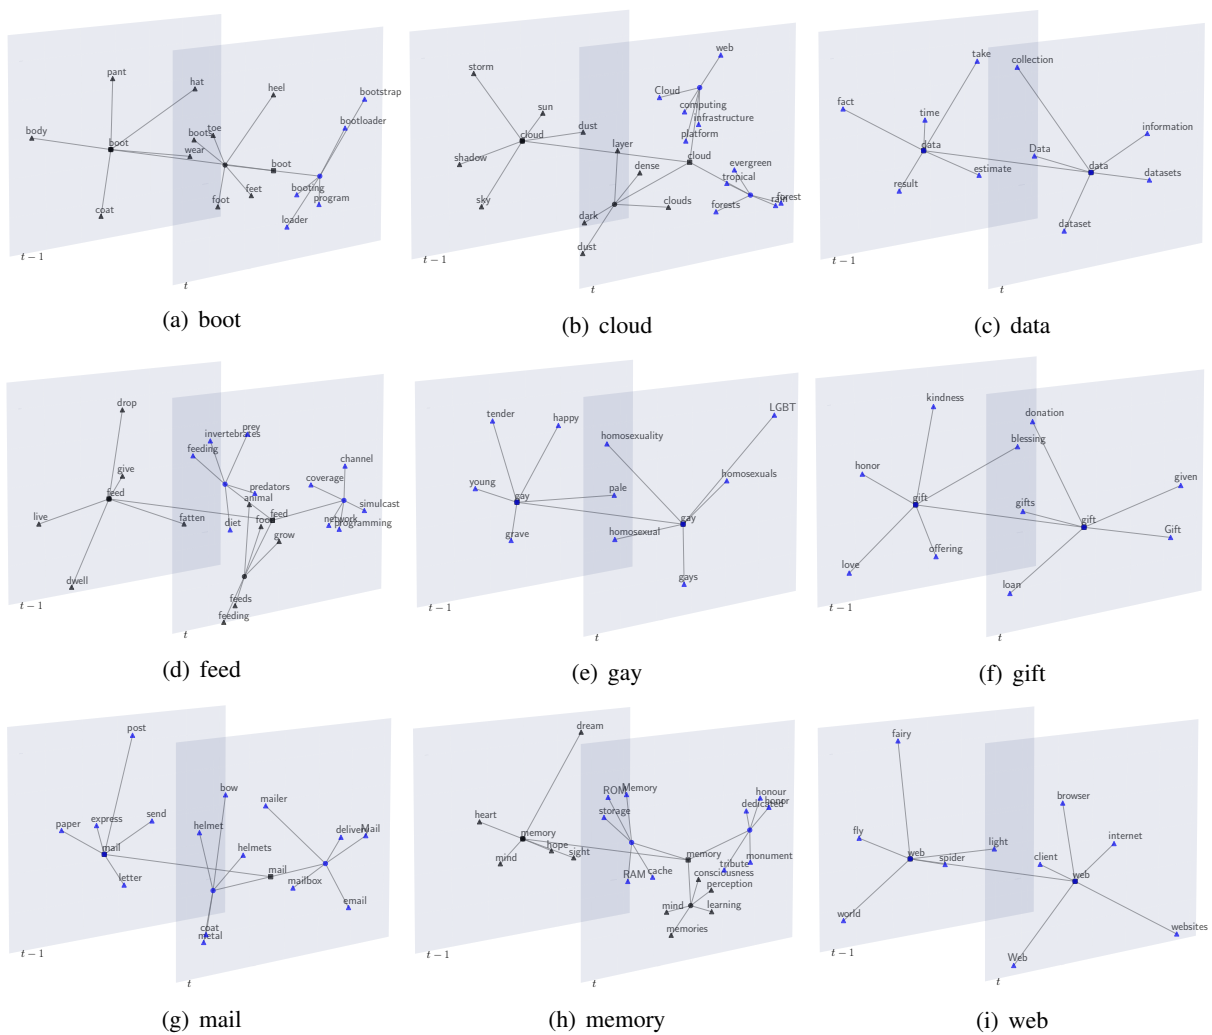 pant
hat
heel
bootstrap
bootloader
body
boot
boots
toe
wear
boot
booting
program
feet
foot
coat
loader
t − 1
t
(a) boot
web
storm
Cloud
computing
infrastructure
sun
dust
cloud
platform
layer
cloud
shadow
dense
evergreen
tropical
sky
clouds
forests
rain
forest
dark
dust
t − 1
t
(b) cloud
take
collection
fact
time
information
data
Data
data
estimate
datasets
result
dataset
t − 1
t
(c) data
drop
prey
invertebrates
feeding
channel
give
coverage
feed
predators
animal
simulcast
live
fatten
diet
food
feed
network
programming
grow
dwell
feeds
feeding
t − 1
t
(d) feed
LGBT
tender
happy
homosexuality
young
pale
homosexuals
gay
gay
grave
homosexual
gays
t − 1
t
(e) gay
kindness
donation
blessing
honor
given
gift
gifts
gift
Gift
love
offering
loan
t − 1
t
(f) gift
post
bow
mailer
paper
express
send
helmet
delivery
Mail
mail
helmets
mail
letter
mailbox
email
coat
metal
t − 1
t
(g) mail
dream
ROM
Memory
honour
honor
dedicated
heart
storage
memory
hope
sight
mind
memory
tribute
monument
RAM
cache
consciousness
perception
mind
learning
memories
t − 1
t
(h) memory
fairy
browser
fly
light
internet
web
spider
client
web
world
websites
Web
t − 1
t
(i) web